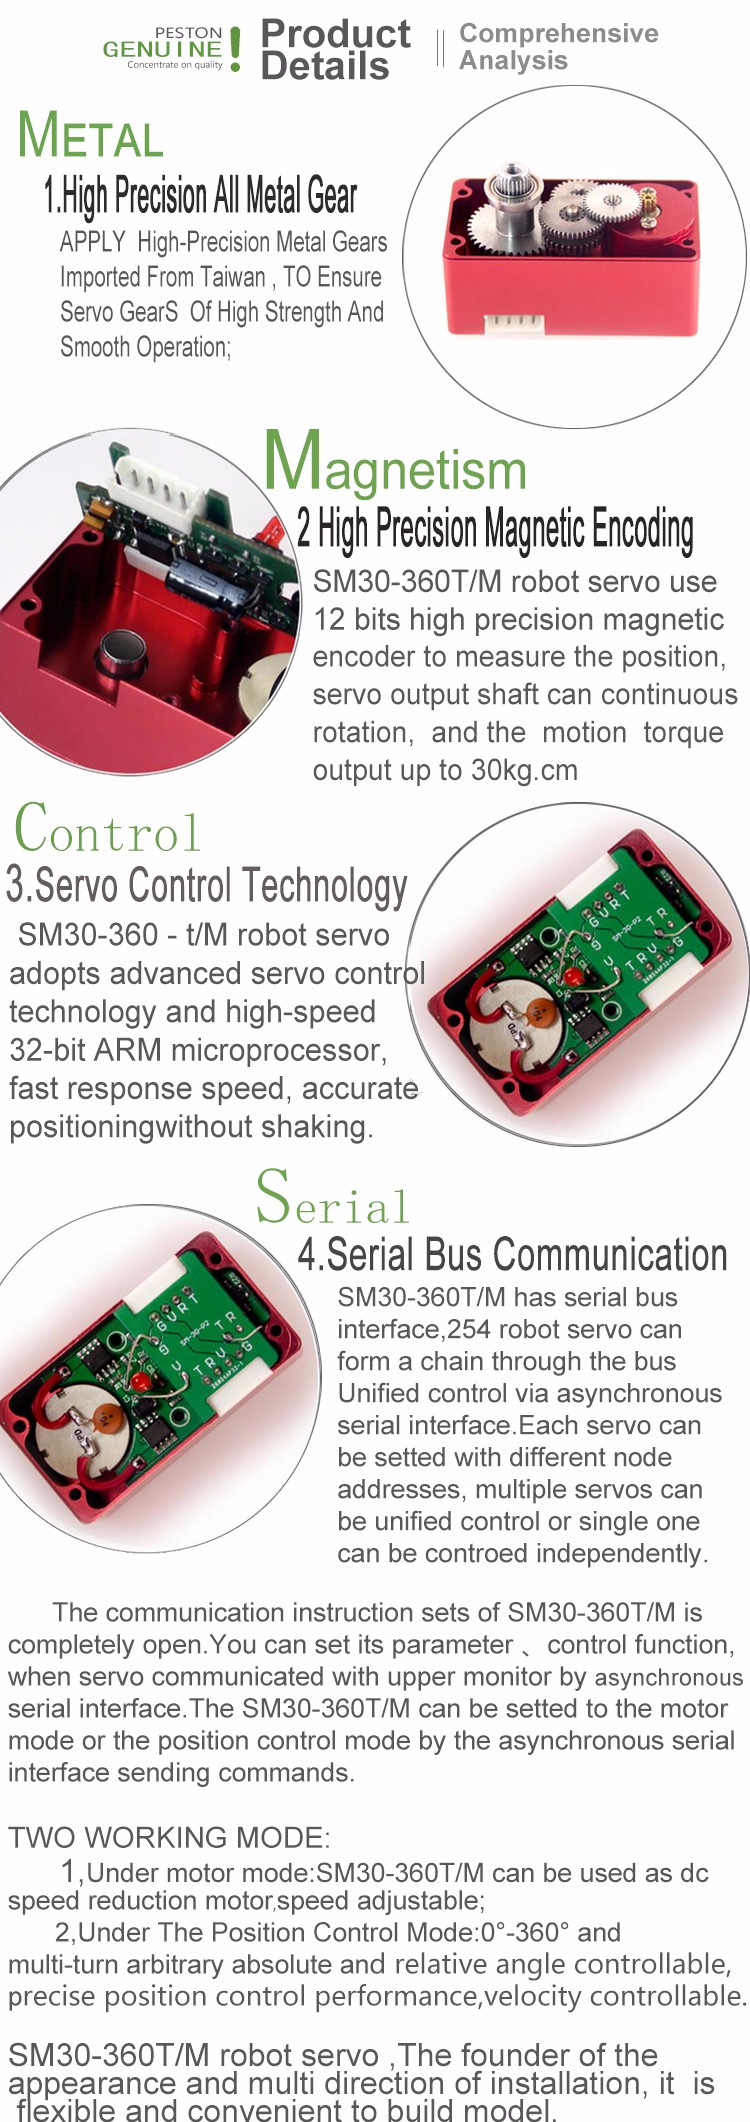 PESTON
GENUINE!
Concentrate on quality
Product
Details
Comprehensive
Analysis
METAL
1.High Precision All Metal Gear
APPLY High-Precision Metal Gears
Imported From Taiwan , TO Ensure
Servo GearS Of High Strength And
Smooth Operation;
Magnetism
2 High Precision Magnetic Encoding
SM30-360T/M robot servo use
12 bits high precision magnetic
encoder to measure the position,
servo output shaft can continuous
rotation, and the motion torque
output up to 30kg.cm
Control
3.Servo Control Technology
SM30-360 - t/M robot servo
adopts advanced servo control
technology and high-speed
32-bit ARM microprocessor,
fast response speed, accurate
positioningwithout shaking.
GVRT
TR
SM-30-P2
G V TRV G
Serial
4.Serial Bus Communication
SM30-360T/M has serial bus
interface,254 robot servo can
form a chain through the bus
Unified control via asynchronous
serial interface.Each servo can
be setted with different node
addresses, multiple servos can
be unified control or single one
can be controed independently.
GVRT
TR
SM-30-P2
G V TRV G
The communication instruction sets of SM30-360T/M is
completely open.You can set its parameter 、 control function,
when servo communicated with upper monitor by asynchronous
serial interface.The SM30-360T/M can be setted to the motor
mode or the position control mode by the asynchronous serial
interface sending commands.
TWO WORKING MODE:
1,Under motor mode:SM30-360T/M can be used as dc
speed reduction motor,speed adjustable;
2,Under The Position Control Mode:0°-360° and
multi-turn arbitrary absolute and relative angle controllable,
precise position control performance,velocity controllable.
SM30-360T/M robot servo ,The founder of the
appearance and multi direction of installation, it is
flexible and convenient to build model.